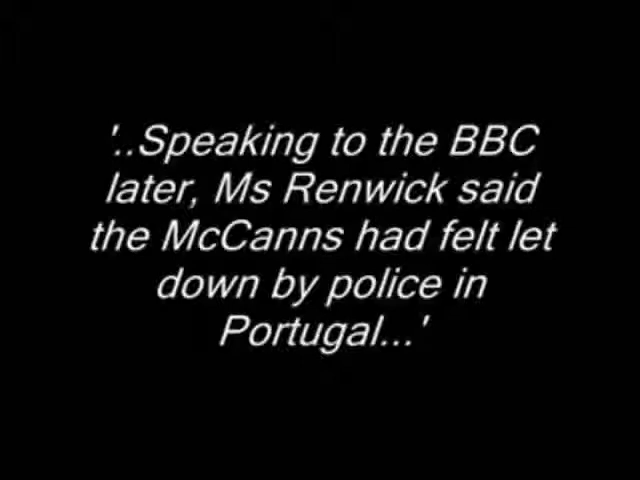 '..Speaking to the BBC
later, Ms Renwick said
the McCanns had felt let
down by police in
Portugal...'